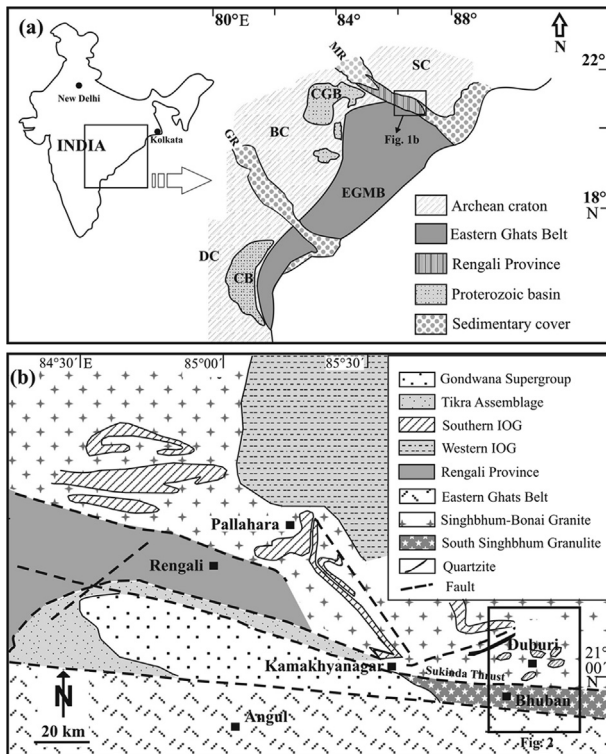 80°E 84° 88°
(a)
N
MR
SC
22°
New Delhi
CGB
Kolkata
INDIA
BC
Fig. 1b
GR
EGMB
18°
N
DC
CB
Archean craton
Eastern Ghats Belt
Rengali Province
Proterozoic basin
Sedimentary cover
84°30' E 85°00' 85°30'
(b)
Gondwana Supergroup
Tikra Assemblage
Southern IOG
Western IOG
Rengali Province
Eastern Ghats Belt
Singhbhum-Bonai Granite
South Singhbhum Granulite
Quartzite
Fault
Pallahara
Rengali
Duburi
21°
00'
N
Kamakhyanagar
Sukinda Thrust
Bhuban
N
20 km
Angul
Fig. 2